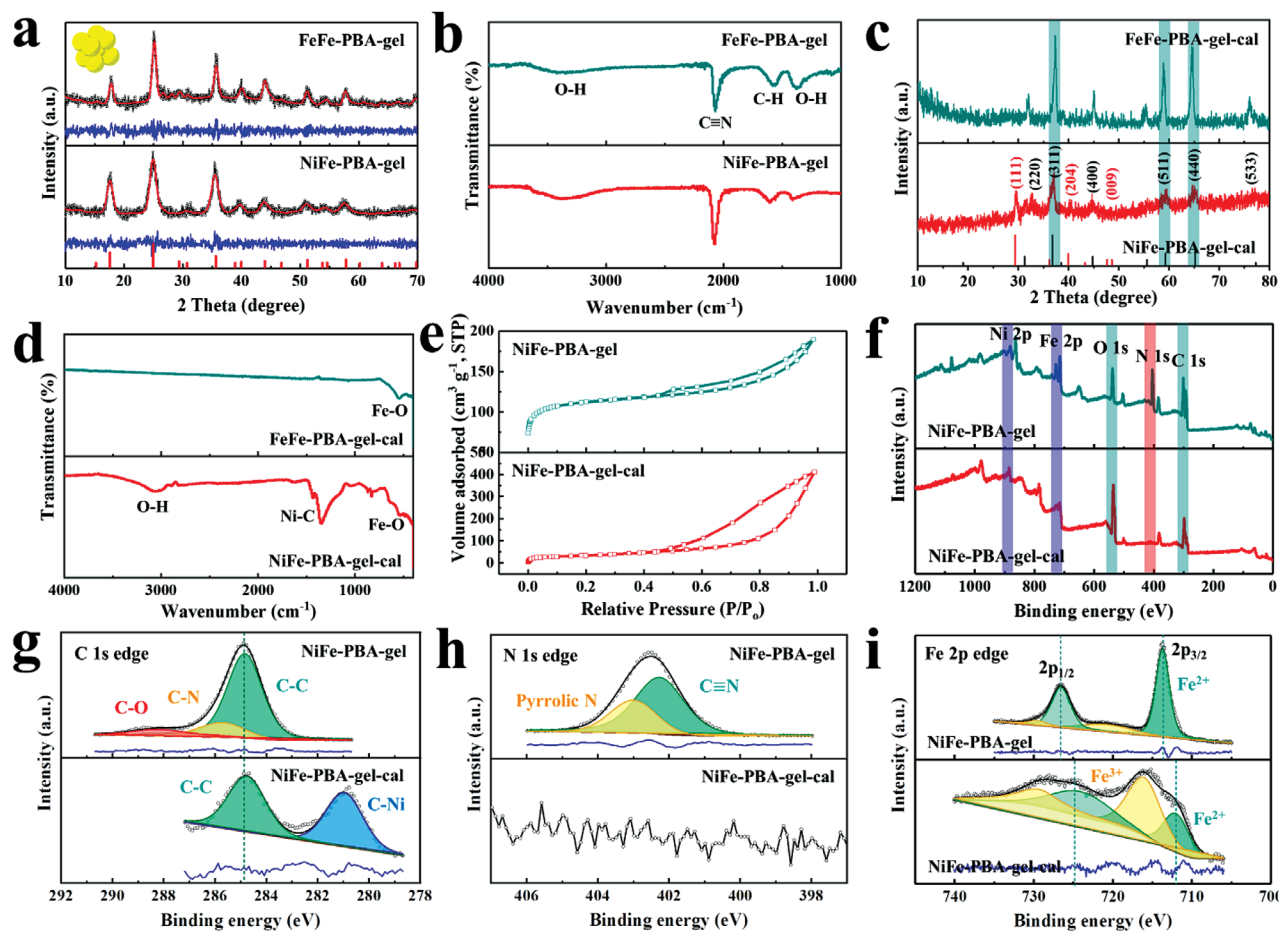 a
FeFe-PBA-gel
NiFe-PBA-gel
Intensity (a.u.)
10 20 30 40 50 60 70
2 Theta (degree)
b
FeFe-PBA-gel
O-H
C-H
O-H
C≡N
NiFe-PBA-gel
Transmittance (%)
4000 3000 2000 1000
Wavenumber (cm⁻¹)
c
FeFe-PBA-gel-cal
(111)
(220)
(311)
(204)
(400)
(009)
(511)
(440)
(533)
NiFe-PBA-gel-cal
Intensity (a.u.)
10 20 30 40 50 60 70 80
2 Theta (degree)
d
Fe-O
FeFe-PBA-gel-cal
O-H
Ni-C
Fe-O
NiFe-PBA-gel-cal
Transmittance (%)
4000 3000 2000 1000
Wavenumber (cm⁻¹)
e
NiFe-PBA-gel
200
150
100
NiFe-PBA-gel-cal
400
300
200
100
0
Volume adsorbed (cm³ g⁻¹, STP)
0.0 0.2 0.4 0.6 0.8 1.0
Relative Pressure (P/Pₒ)
f
Ni 2p
Fe 2p
O 1s
N 1s
C 1s
NiFe-PBA-gel
NiFe-PBA-gel-cal
Intensity (a.u.)
1200 1000 800 600 400 200 0
Binding energy (eV)
g
C 1s edge
NiFe-PBA-gel
C-O
C-N
C-C
NiFe-PBA-gel-cal
C-C
C-Ni
Intensity (a.u.)
292 290 288 286 284 282 280 278
Binding energy (eV)
h
N 1s edge
NiFe-PBA-gel
Pyrrolic N
C≡N
NiFe-PBA-gel-cal
Intensity (a.u.)
406 404 402 400 398
Binding energy (eV)
i
Fe 2p edge
2p₁/₂
2p₃/₂
Fe²⁺
NiFe-PBA-gel
Fe³⁺
Fe²⁺
NiFe-PBA-gel-cal
Intensity (a.u.)
740 730 720 710 700
Binding energy (eV)